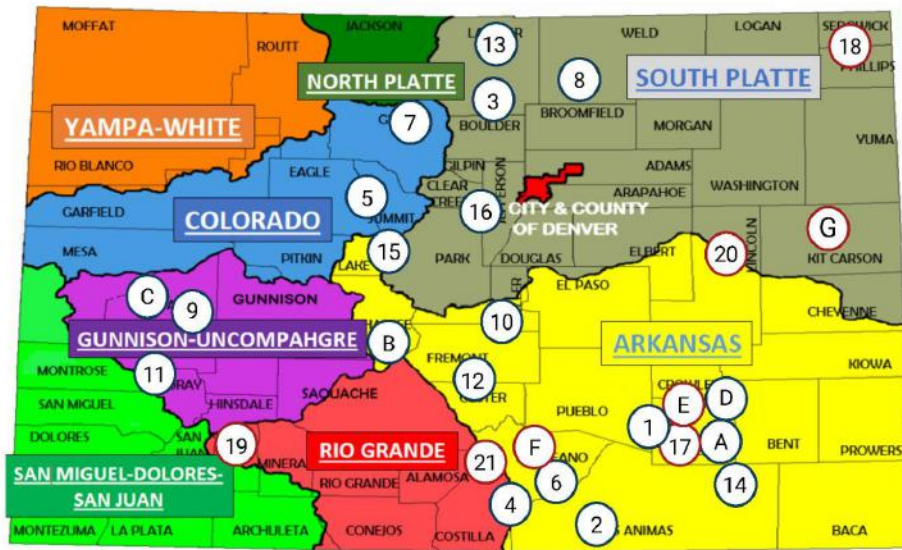 MOFFAT
JACKSON
WELD
LOGAN
ROUTT
13
18
NORTH PLATTE
8
SOUTH PLATTE
3
7
BOULDER
BROOMFIELD
YAMPA-WHITE
MORGAN
YUMA
RIO BLANCO
EAGLE
GILPIN
ADAMS
CLEAR
WASHINGTON
ARAPAHOE
5
16
GARFIELD
COLORADO
SUMMIT
CITY & COUNTY
OF DENVER
G
MESA
PITKIN
LAKE
15
PARK
DOUGLAS
ELBERT
20
KIT CARSON
C
GUNNISON
EL PASO
9
10
CHEYENNE
GUNNISON-UNCOMPAHGRE
B
FREMONT
ARKANSAS
KIOWA
MONTROSE
11
12
SAN MIGUEL
HINSDALE
SAGUACHE
E
D
DOLORES
PUEBLO
1
17
A
BENT
PROWERS
SAN
19
RIO GRANDE
21
F
SAN MIGUEL-DOLORES-
SAN JUAN
RIO GRANDE
ALAMOSA
6
14
4
MONTEZUMA
LA PLATA
ARCHULETA
CONEJOS
COSTILLA
2
BACA